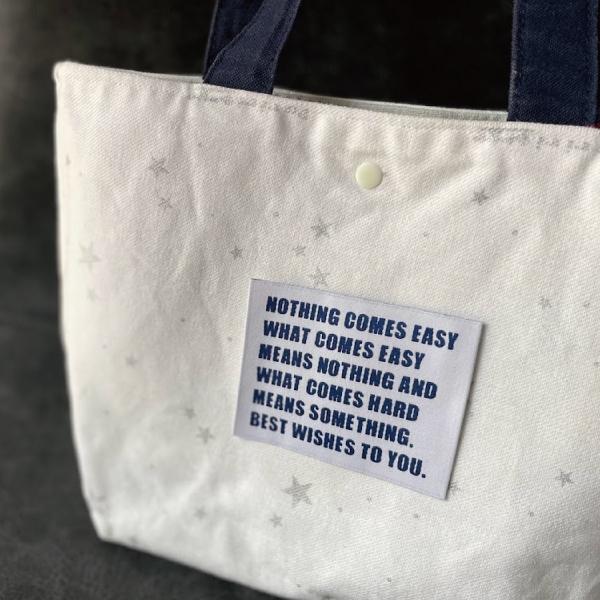 NOTHING COMES EASY
WHAT COMES EASY
MEANS NOTHING AND
WHAT COMES HARD
MEANS SOMETHING.
BEST WISHES TO YOU.